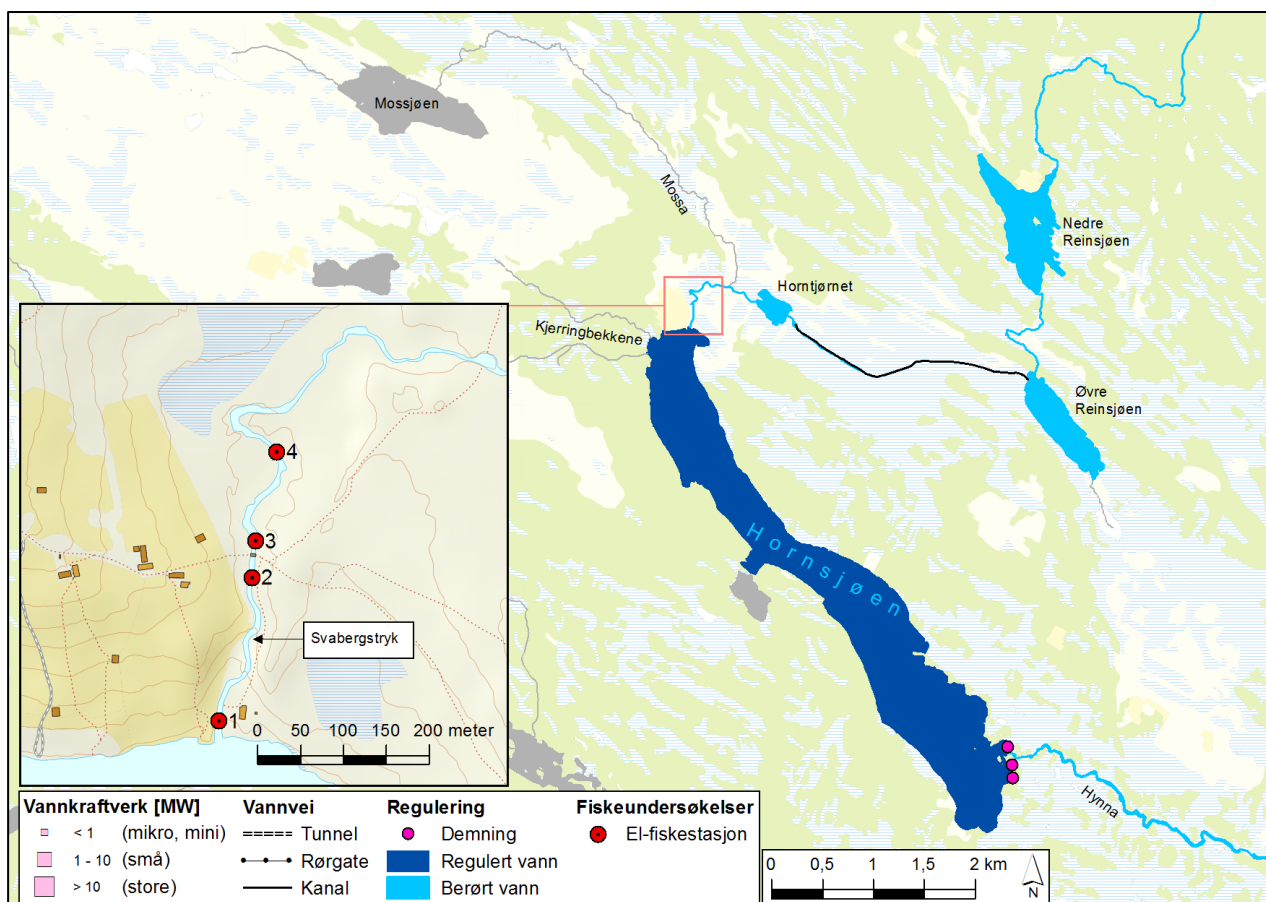 Mossjøen
Mossa
Nedre
Reinsjøen
Horntjørnet
Kjerringbekkene
Øvre
Reinsjøen
Hornsjøen
Hynna
4
3
2
Svabergstryk
1
0 50 100 150 200 meter
Vannkraftverk [MW]
< 1 (mikro, mini)
1 - 10 (små)
> 10 (store)
Vannvei
Tunnel
Rørgate
Kanal
Regulering
Demning
Regulert vann
Berørt vann
Fiskeundersøkelser
El-fiskestasjon
0 0,5 1 1,5 2 km
N